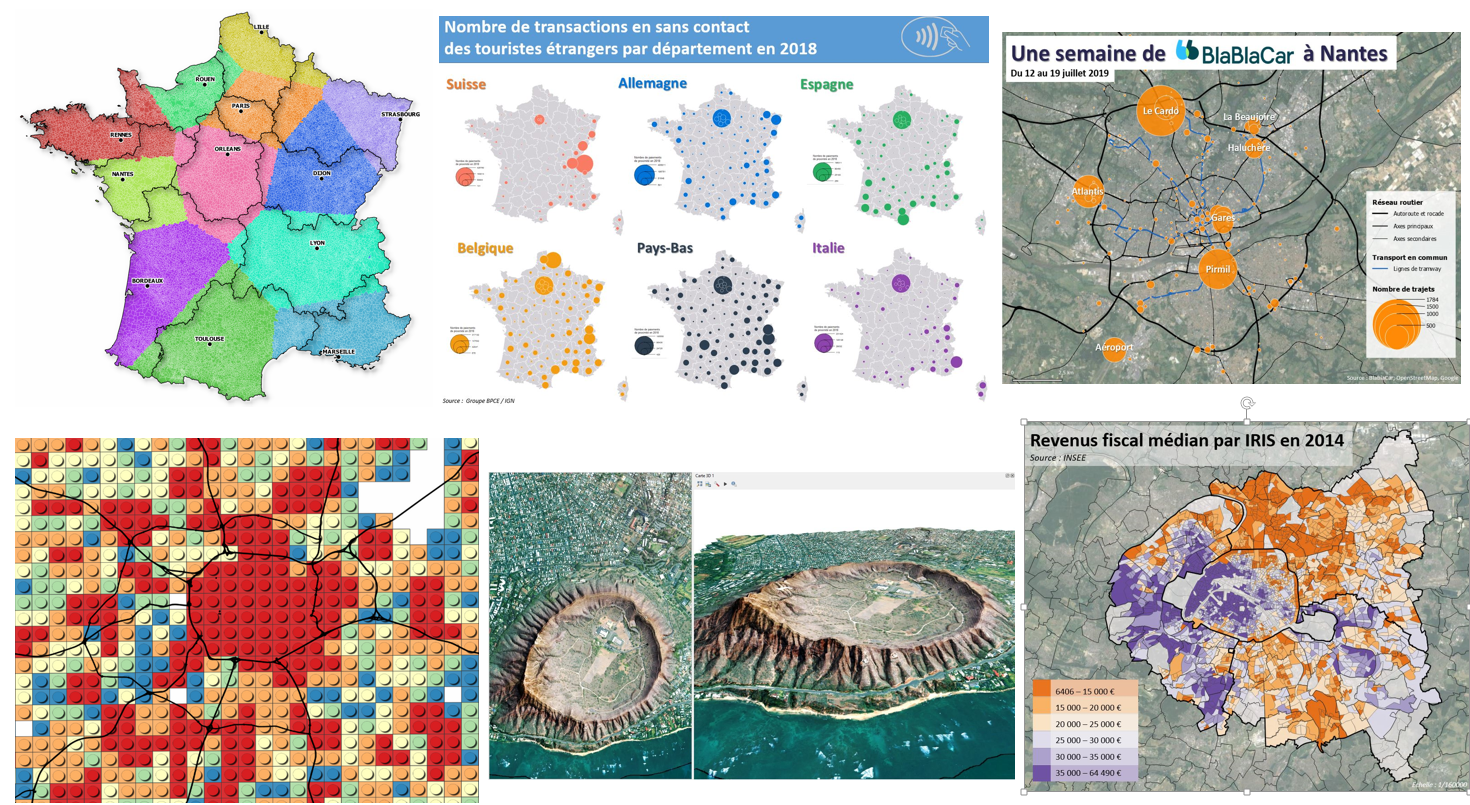 LILLE
ROUEN
PARIS
STRASBOURG
RENNES
ORLEANS
NANTES
DIJON
LYON
BORDEAUX
TOULOUSE
MARSEILLE
Nombre de transactions en sans contact
des touristes étrangers par département en 2018
Suisse
Allemagne
Espagne
Belgique
Pays-Bas
Italie
Source : Groupe BPCE / IGN
Une semaine de BlaBlaCar à Nantes
Du 12 au 19 juillet 2019
Le Cardo
La Beaujoire
Haluchère
Atlantis
Gares
Pirmil
Aéroport
Réseau routier
Autoroute et rocade
Axes principaux
Axes secondaires
Transport en commun
Lignes de tramway
Nombre de trajets
1784
1500
1000
500
Source : BlaBlaCar, OpenStreetMap, Google
Carte 3D 1
Revenus fiscal médian par IRIS en 2014
Source : INSEE
6406 – 15 000 €
15 000 – 20 000 €
20 000 – 25 000 €
25 000 – 30 000 €
30 000 – 35 000 €
35 000 – 64 490 €
Echelle : 1/160000